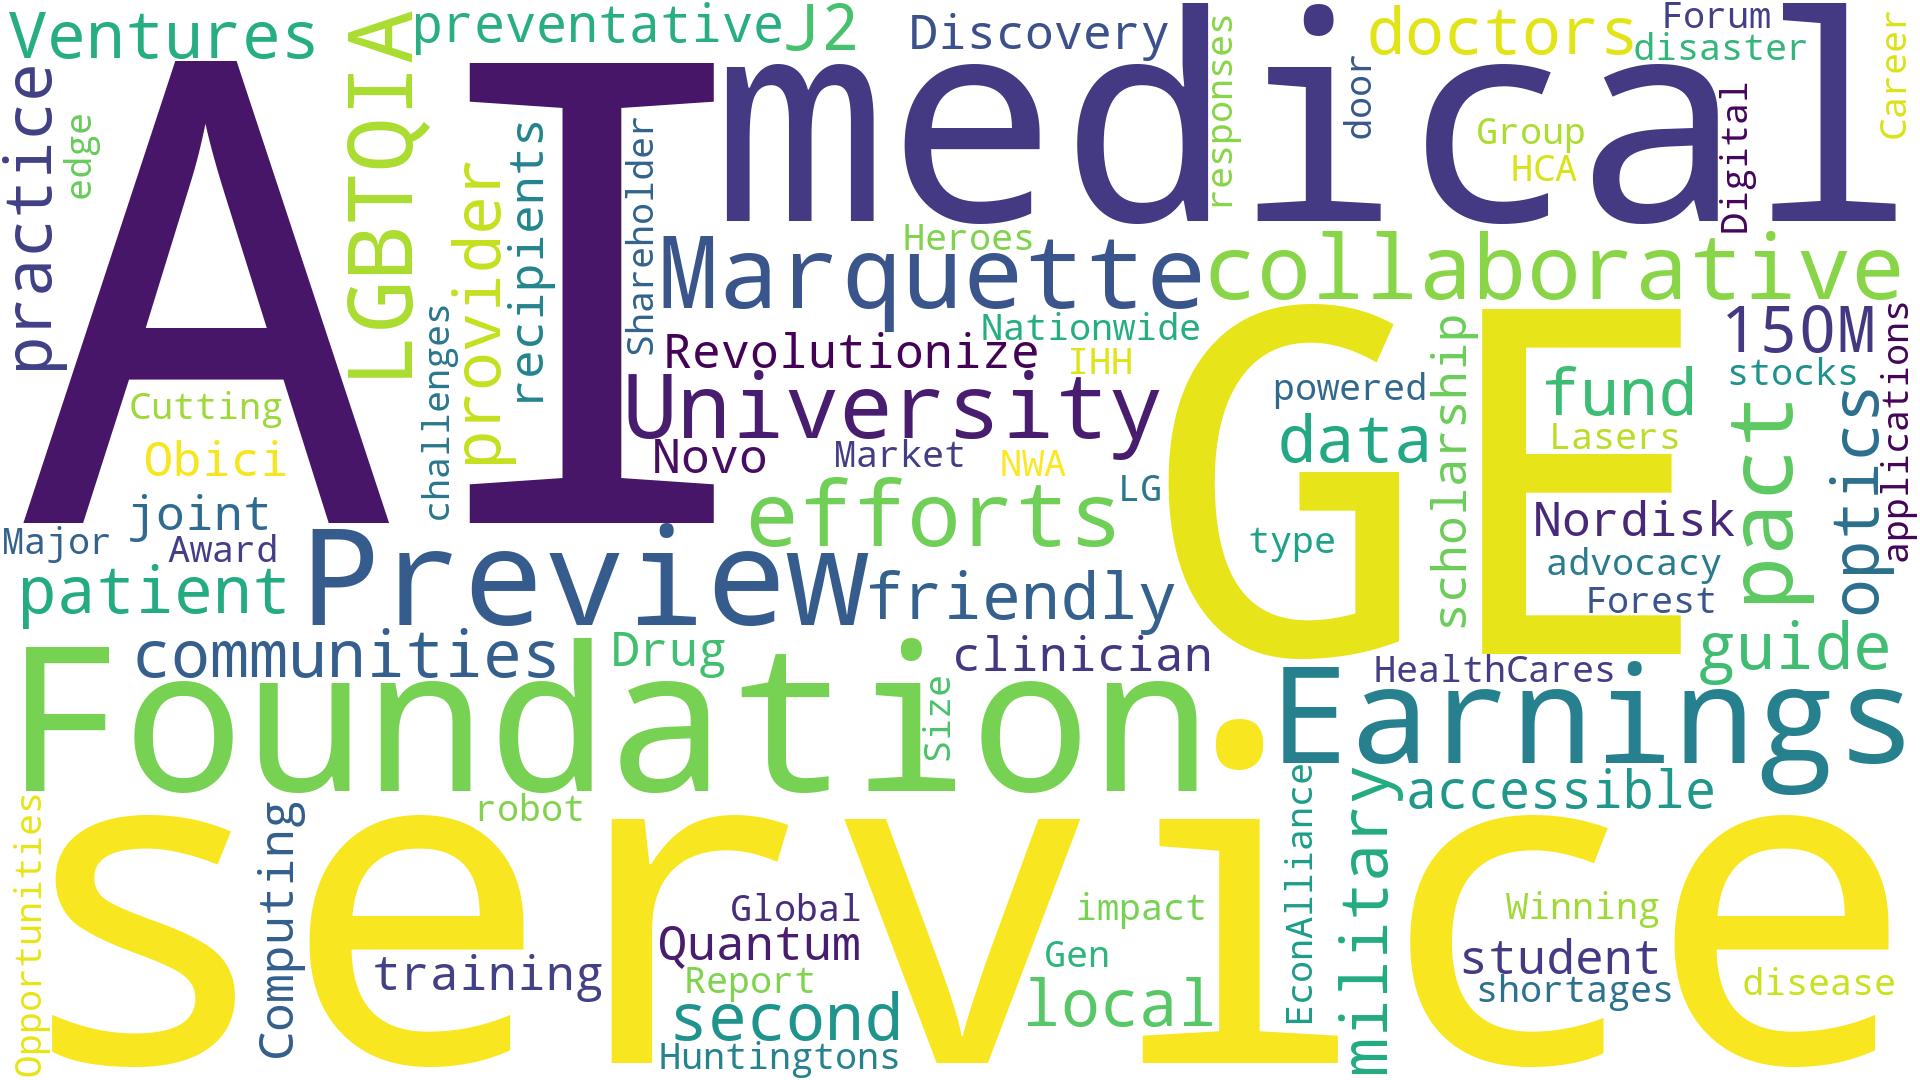 Ventures
preventative
J2
Discovery
doctors
Forum
disaster
Career
practice
edge
LGBTQIA
AI
medical
responses
door
Group
HCA
Digital
provider
recipients
Shareholder
Heroes
Marquette
collaborative
challenges
Nationwide
Revolutionize
IHH
University
GE
powered
scholarship
fund
150M
stocks
applications
Cutting
Obici
Novo
Market
NWA
LG
data
Lasers
pact
optics
joint
Major
Award
efforts
type
Nordisk
advocacy
Forest
patient
Preview
friendly
communities
Drug
clinician
HealthCares
guide
Foundation
Size
.
Earnings
accessible
Opportunities
Computing
robot
service
EconAlliance
military
training
Global
Quantum
Report
second
Huntingtons
impact
Gen
local
Winning
student
shortages
disease